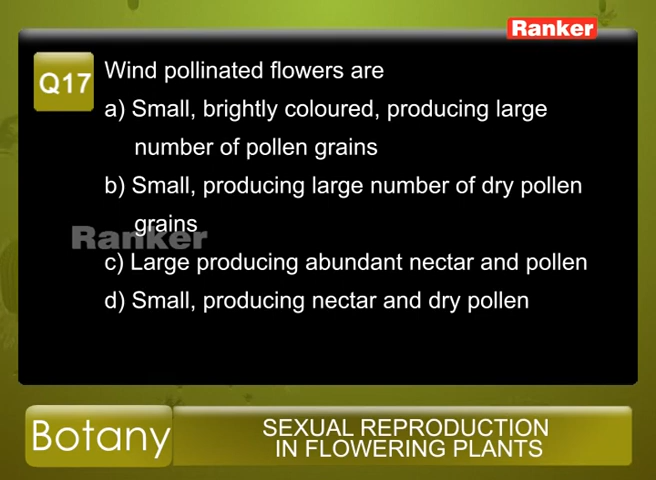 Ranker
Q17
Wind pollinated flowers are
a) Small, brightly coloured, producing large
number of pollen grains
b) Small, producing large number of dry pollen
grains
Ranker
c) Large producing abundant nectar and pollen
d) Small, producing nectar and dry pollen
Botany
SEXUAL REPRODUCTION
IN FLOWERING PLANTS